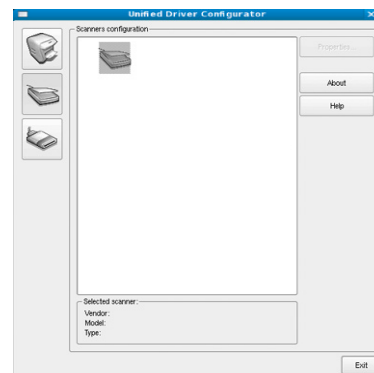 Unified Driver Configurator
Scanners configuration
Properties...
About
Help
Selected scanner:
Vendor:
Model:
Type:
Exit